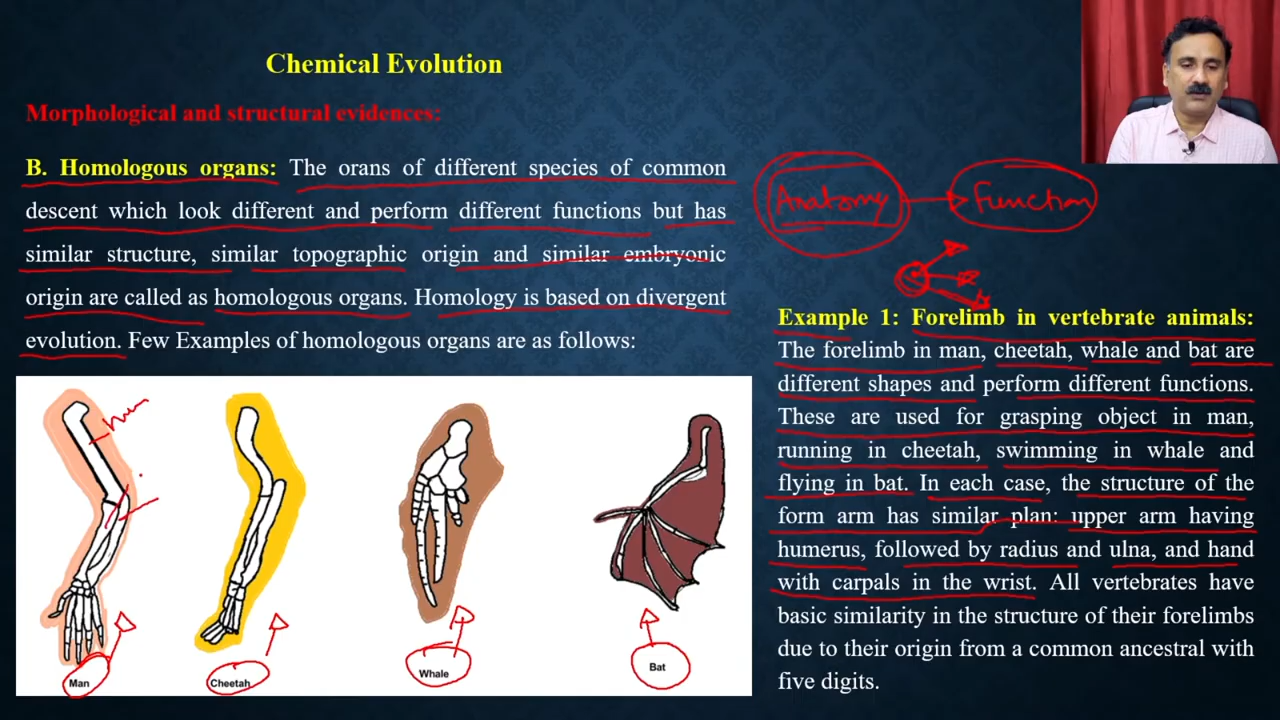 Chemical Evolution
Morphological and structural evidences:
B. Homologous organs: The orans of different species of common
descent which look different and perform different functions but has
similar structure, similar topographic origin and similar embryonic
origin are called as homologous organs. Homology is based on divergent
evolution. Few Examples of homologous organs are as follows:
Man
Cheetah
Whale
Bat
Anatomy
Function
Example 1: Forelimb in vertebrate animals:
The forelimb in man, cheetah, whale and bat are
different shapes and perform different functions.
These are used for grasping object in man,
running in cheetah, swimming in whale and
flying in bat. In each case, the structure of the
form arm has similar plan: upper arm having
humerus, followed by radius and ulna, and hand
with carpals in the wrist. All vertebrates have
basic similarity in the structure of their forelimbs
due to their origin from a common ancestral with
five digits.